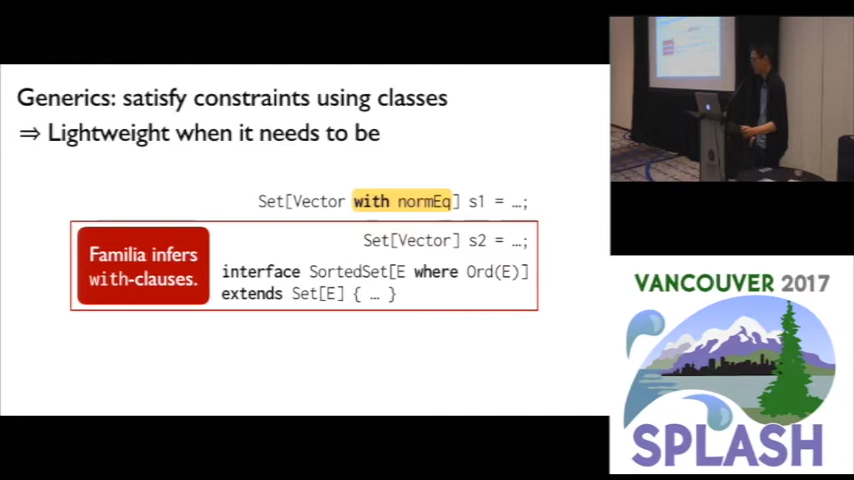 Generics: satisfy constraints using classes
⇒ Lightweight when it needs to be
Set[Vector with normEq] s1 = …;
Set[Vector] s2 = …;
Familia infers
with-clauses.
interface SortedSet[E where Ord(E)]
extends Set[E] { … }
VANCOUVER 2017
SPLASH